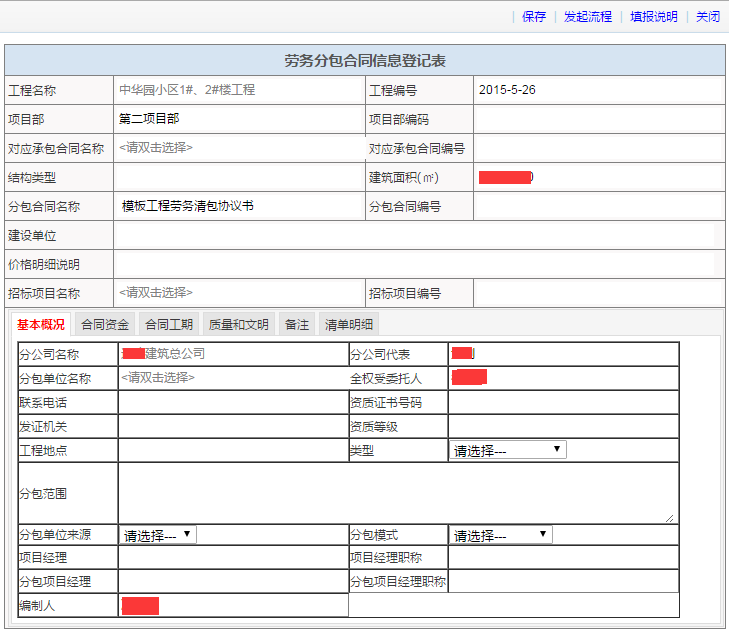 保存 发起流程 填报说明 关闭
劳务分包合同信息登记表
工程名称 中华园小区1#、2#楼工程 工程编号 2015-5-26
项目部 第二项目部 项目部编码
对应承包合同名称 <请双击选择> 对应承包合同编号
结构类型 建筑面积(㎡)
分包合同名称 模板工程劳务清包协议书 分包合同编号
建设单位
价格明细说明
招标项目名称 <请双击选择> 招标项目编号
基本概况 合同资金 合同工期 质量和文明 备注 清单明细
分公司名称 建筑总公司 分公司代表
分包单位名称 <请双击选择> 全权受委托人
联系电话 资质证书号码
发证机关 资质等级
工程地点 类型 请选择---
分包范围
分包单位来源 请选择--- 分包模式 请选择---
项目经理 项目经理职称
分包项目经理 分包项目经理职称
编制人